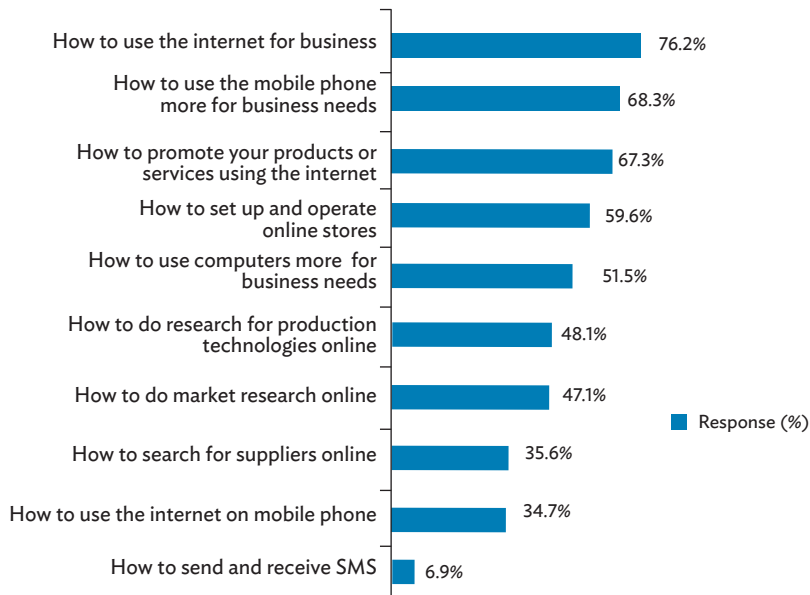 How to use the internet for business
76.2%
How to use the mobile phone
more for business needs
68.3%
How to promote your products or
services using the internet
67.3%
How to set up and operate
online stores
59.6%
How to use computers more for
business needs
51.5%
How to do research for production
technologies online
48.1%
How to do market research online
47.1%
Response (%)
How to search for suppliers online
35.6%
How to use the internet on mobile phone
34.7%
How to send and receive SMS
6.9%